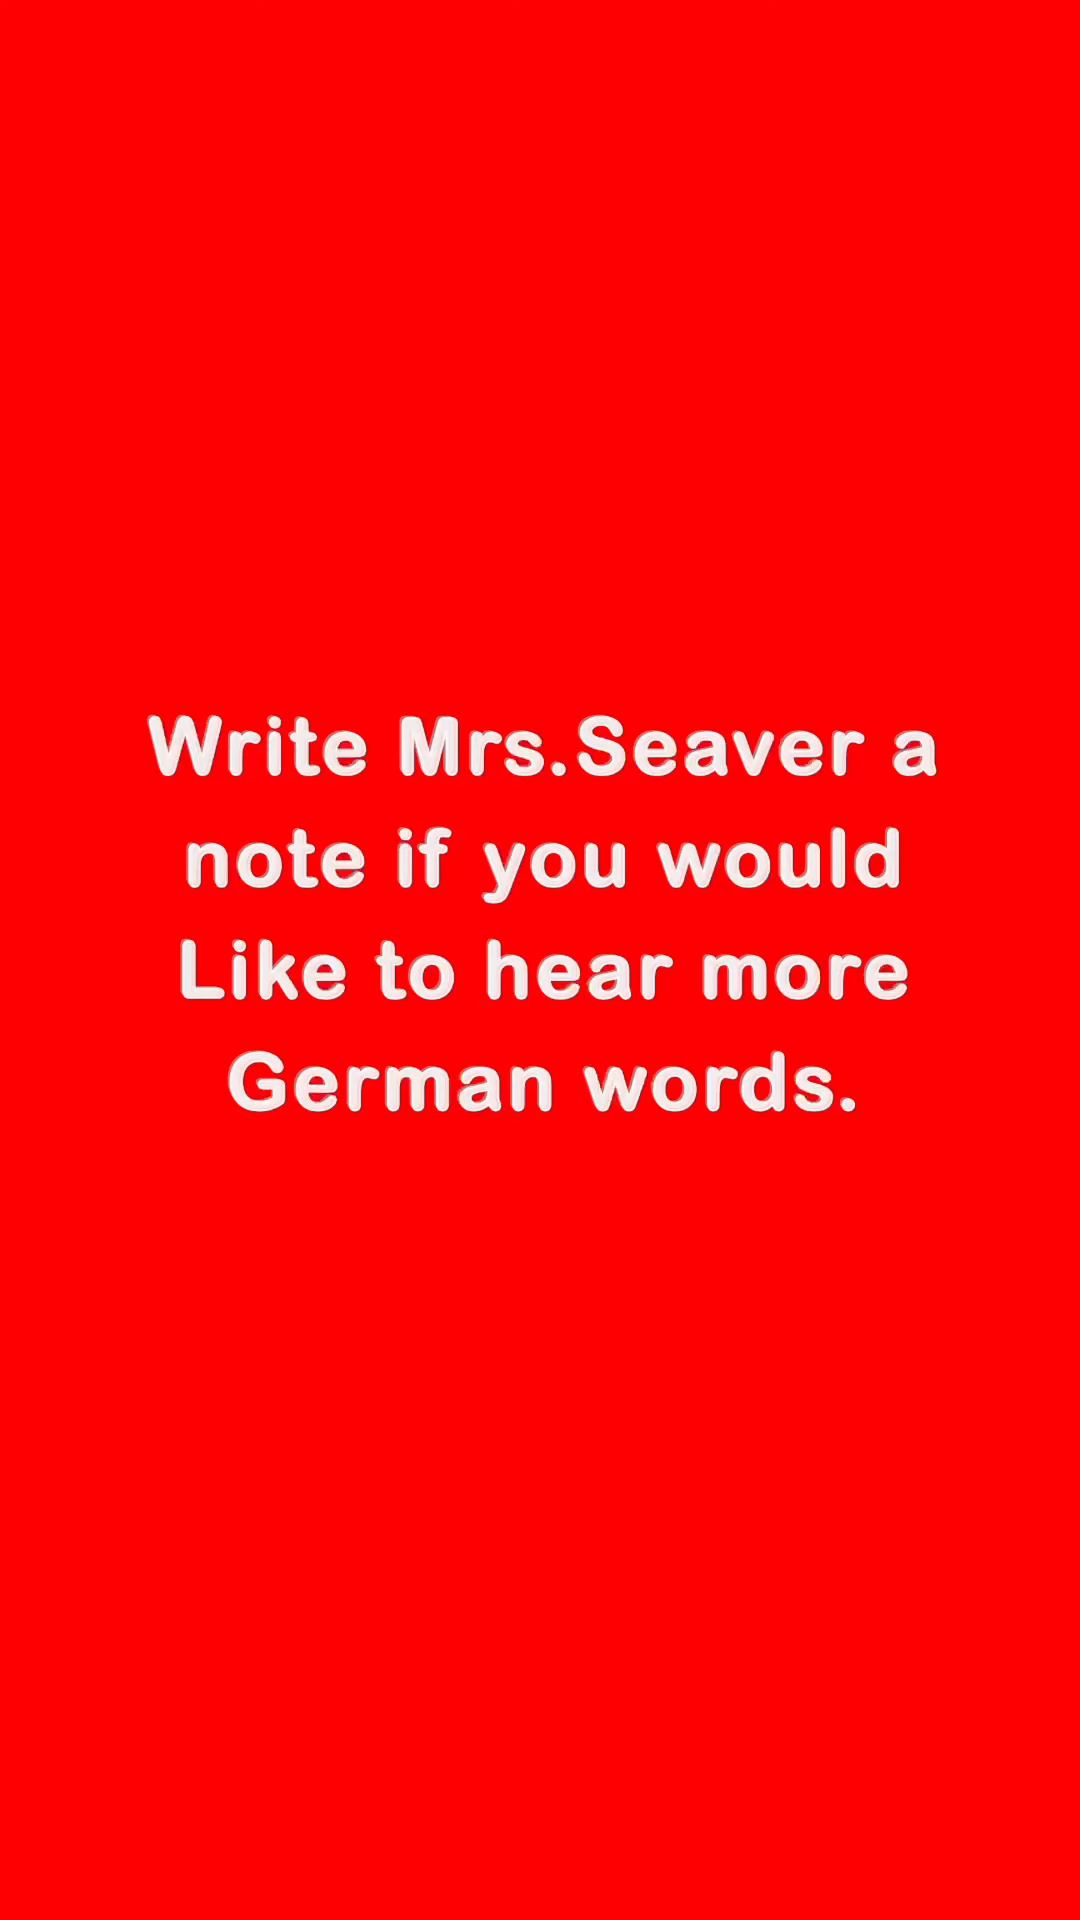 Write Mrs.Seaver a
note if you would
Like to hear more
German words.